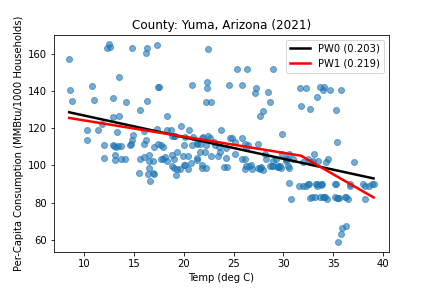 County: Yuma, Arizona (2021)
Per-Capita Consumption (MMBtu/1000 Households)
160
140
120
100
80
60
PW0 (0.203)
PW1 (0.219)
10
15
20
25
30
35
40
Temp (deg C)